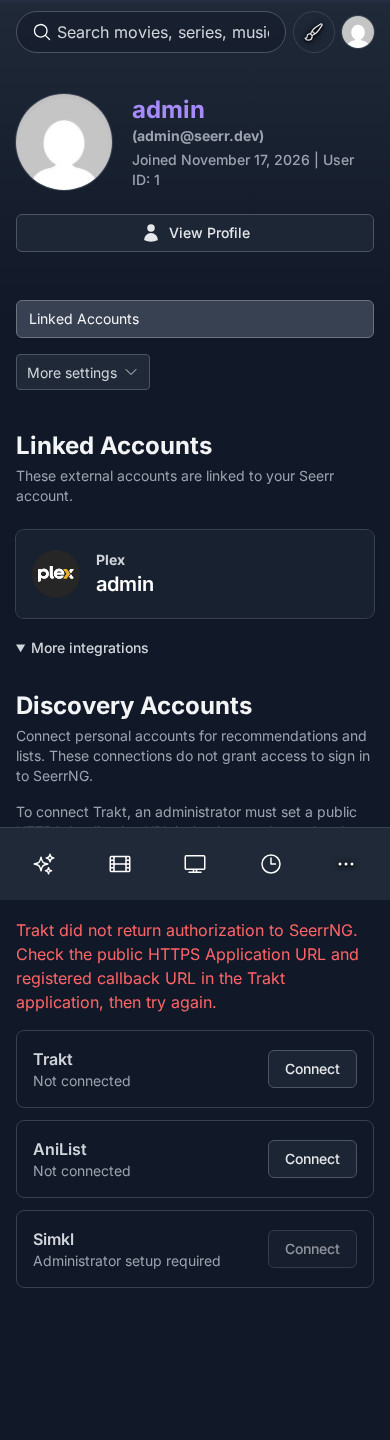 Search movies, series, music
admin
(admin@seerr.dev)
Joined November 17, 2026 | User
ID: 1
View Profile
Linked Accounts
More settings
Linked Accounts
These external accounts are linked to your Seerr
account.
plex
Plex
admin
More integrations
Discovery Accounts
Connect personal accounts for recommendations and
lists. These connections do not grant access to sign in
to SeerrNG.
To connect Trakt, an administrator must set a public
Trakt did not return authorization to SeerrNG.
Check the public HTTPS Application URL and
registered callback URL in the Trakt
application, then try again.
Trakt
Not connected
Connect
AniList
Not connected
Connect
Simkl
Administrator setup required
Connect